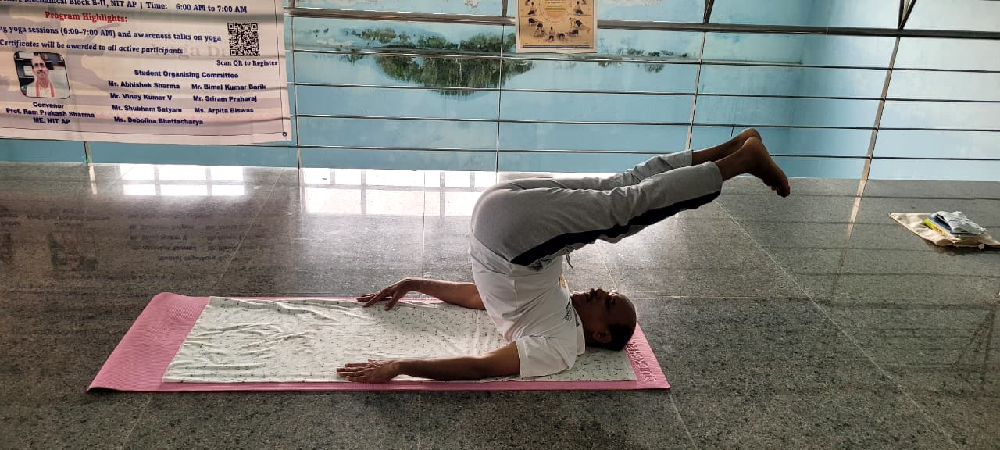 Mechanical Block B-II, NIT AP | Time: 6:00 AM to 7:00 AM
Program Highlights:
yoga sessions (6:00–7:00 AM) and awareness talks on yoga
Certificates will be awarded to all active participants
Scan QR to Register
Student Organising Committee
Mr. Abhishek Sharma Mr. Bimal Kumar Barik
Mr. Vinay Kumar V Mr. Sriram Praharaj
Mr. Shubham Satyam Ms. Arpita Biswas
Ms. Debolina Bhattacharya
Convenor
Prof. Ram Prakash Sharma
ME, NIT AP